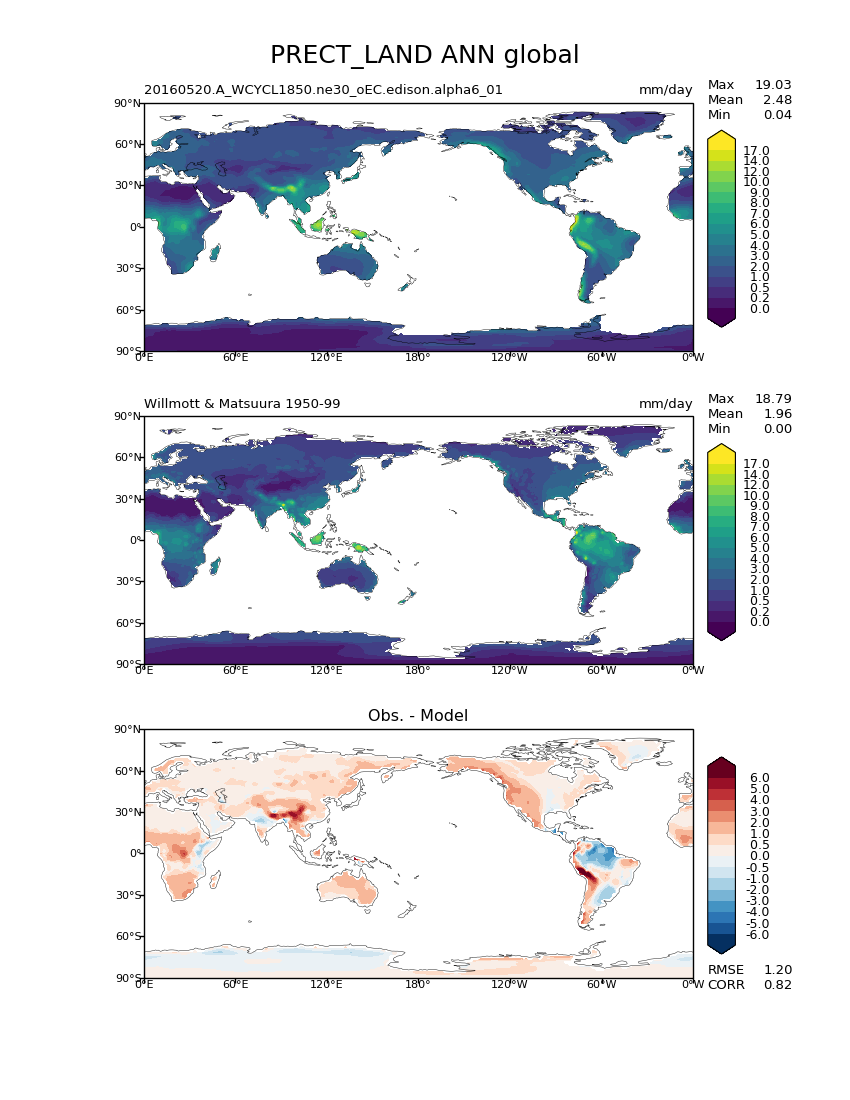 PRECT_LAND ANN global
20160520.A_WCYCL1850.ne30_oEC.edison.alpha6_01 mm/day
Max 19.03
Mean 2.48
Min 0.04
90°N
60°N
30°N
0°
30°S
60°S
90°S
0°E 60°E 120°E 180° 120°W 60°W 0°W
17.0
14.0
12.0
10.0
9.0
8.0
7.0
6.0
5.0
4.0
3.0
2.0
1.0
0.5
0.2
0.0
Willmott & Matsuura 1950-99 mm/day
Max 18.79
Mean 1.96
Min 0.00
90°N
60°N
30°N
0°
30°S
60°S
90°S
0°E 60°E 120°E 180° 120°W 60°W 0°W
17.0
14.0
12.0
10.0
9.0
8.0
7.0
6.0
5.0
4.0
3.0
2.0
1.0
0.5
0.2
0.0
Obs. - Model
90°N
60°N
30°N
0°
30°S
60°S
90°S
0°E 60°E 120°E 180° 120°W 60°W 0°W
6.0
5.0
4.0
3.0
2.0
1.0
0.5
0.0
-0.5
-1.0
-2.0
-3.0
-4.0
-5.0
-6.0
RMSE 1.20
CORR 0.82